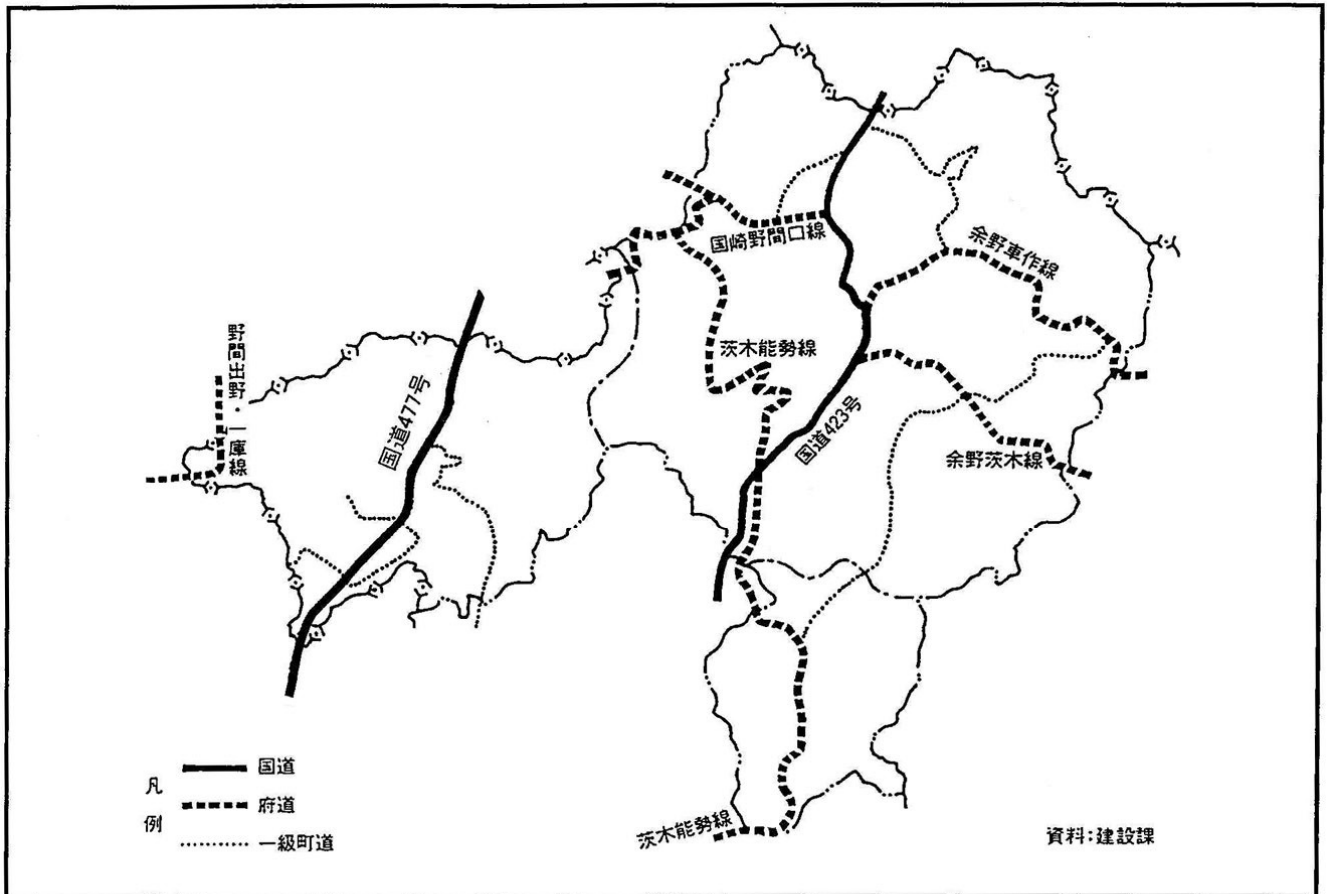 国崎野間口線
余野車作線
野間出野・一庫線
茨木能勢線
国道477号
国道423号
余野茨木線
凡例
国道
府道
一級町道
茨木能勢線
資料:建設課